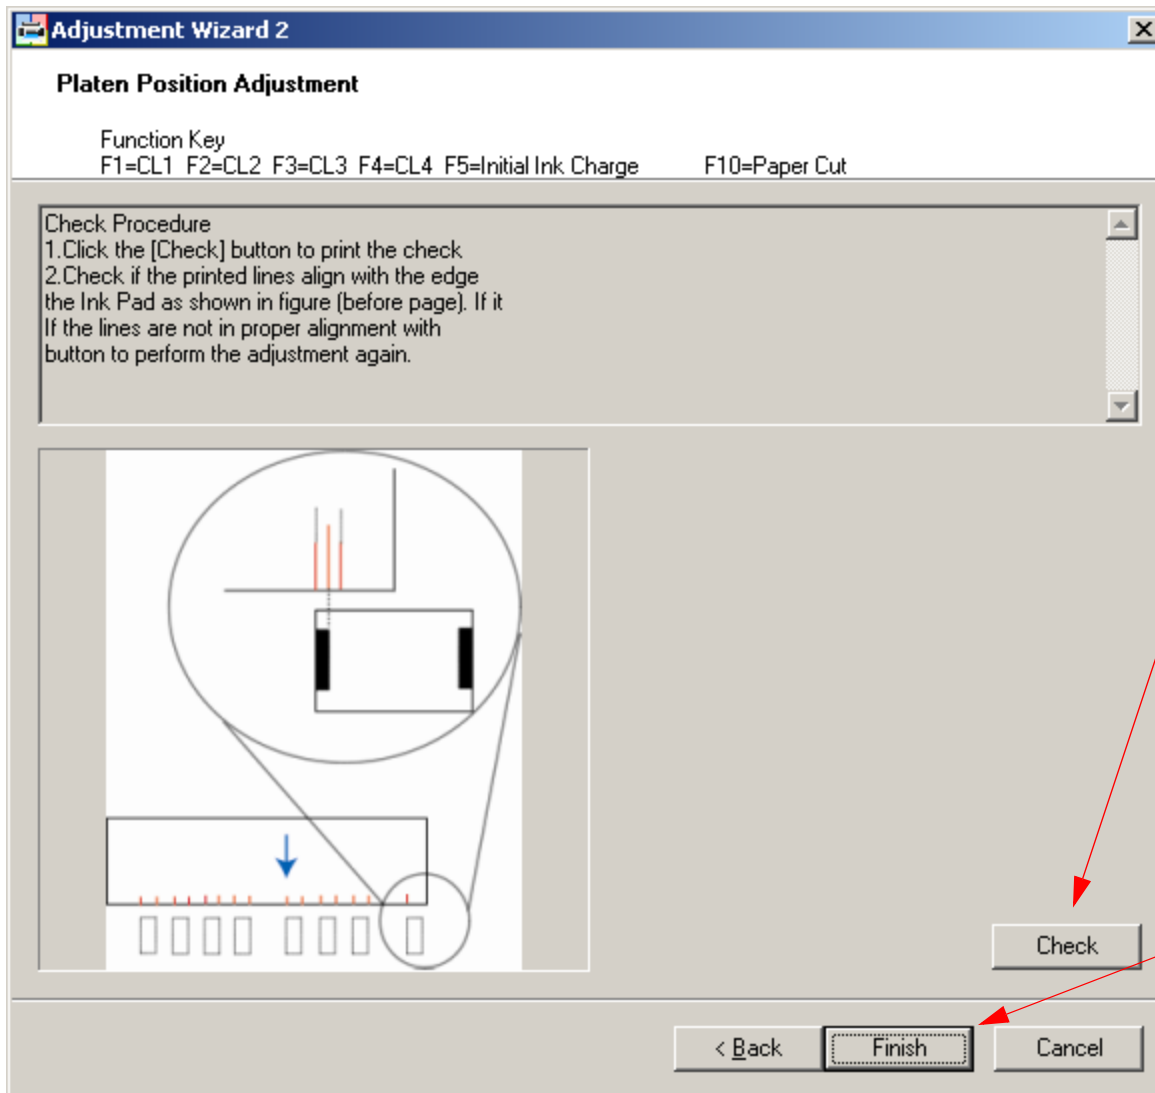 Adjustment Wizard 2
Platen Position Adjustment
Function Key
F1=CL1 F2=CL2 F3=CL3 F4=CL4 F5=Initial Ink Charge F10=Paper Cut
Check Procedure
1.Click the [Check] button to print the check
2.Check if the printed lines align with the edge
the Ink Pad as shown in figure (before page). If it
If the lines are not in proper alignment with
button to perform the adjustment again.
Check
< Back
Finish
Cancel